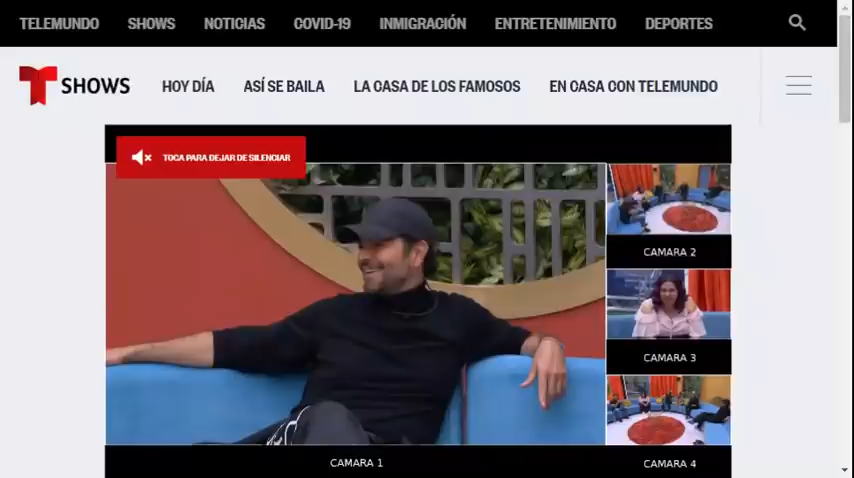 TELEMUNDO SHOWS NOTICIAS COVID-19 INMIGRACIÓN ENTRETENIMIENTO DEPORTES
SHOWS HOY DÍA ASÍ SE BAILA LA CASA DE LOS FAMOSOS EN CASA CON TELEMUNDO
TOCA PARA DEJAR DE SILENCIAR
CAMARA 2
CAMARA 3
CAMARA 1
CAMARA 4